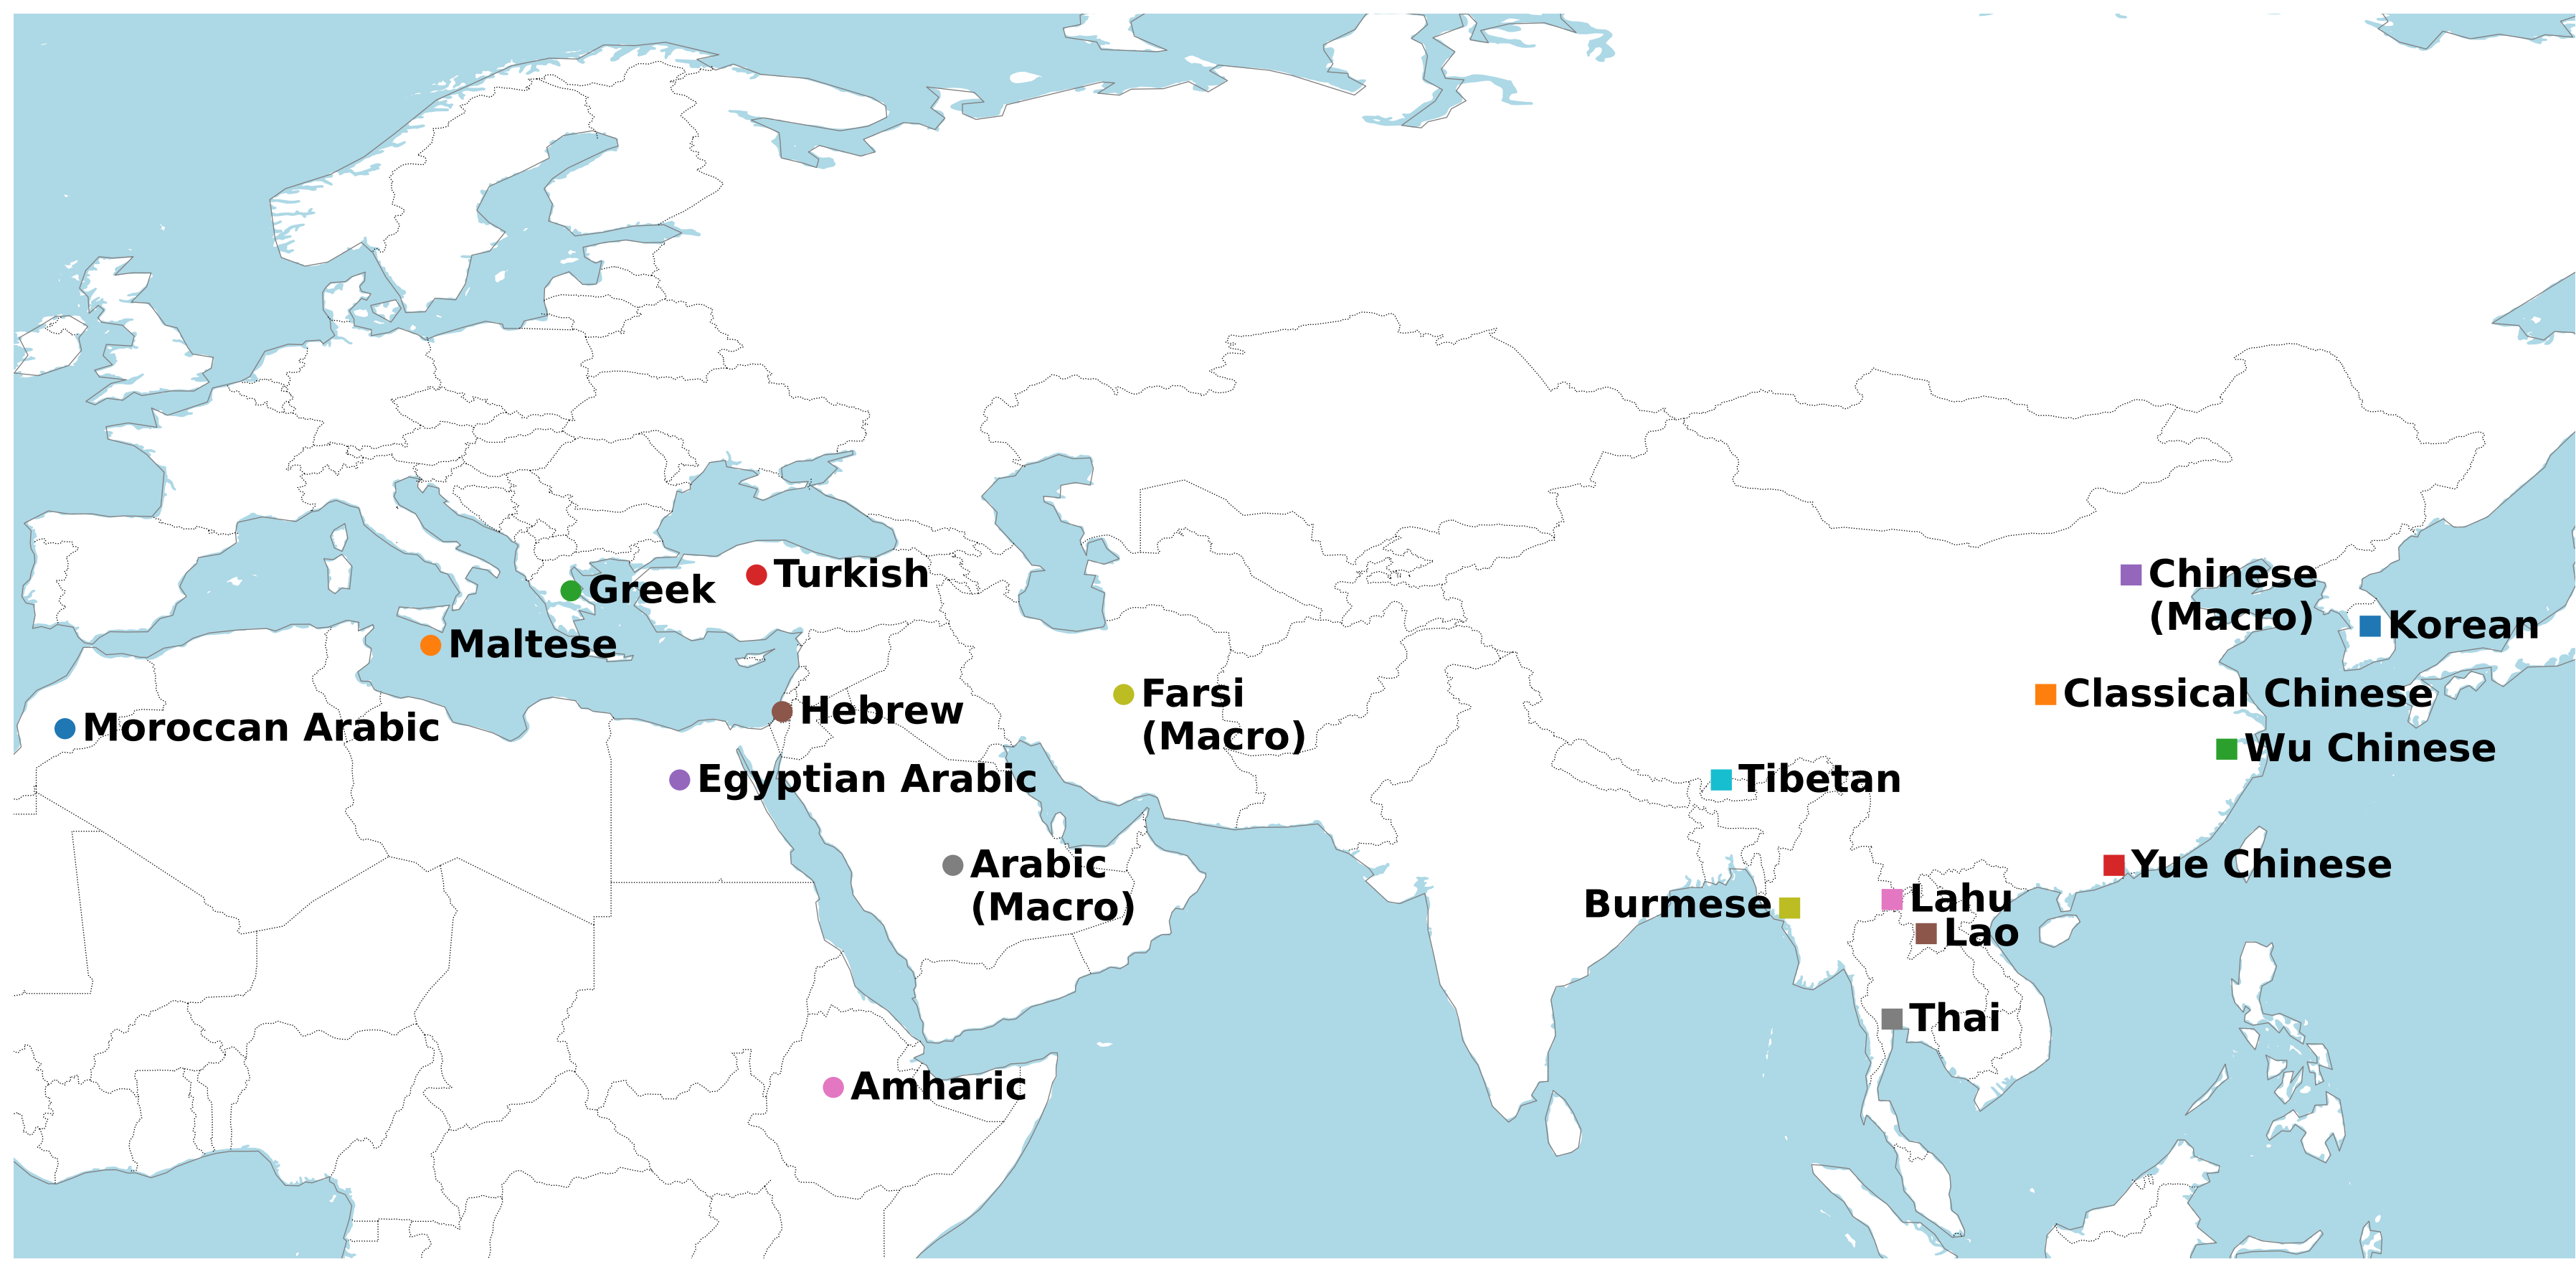 Turkish
Greek
Maltese
Moroccan Arabic
Hebrew
Egyptian Arabic
Farsi
(Macro)
Arabic
(Macro)
Amharic
Chinese
(Macro)
Korean
Classical Chinese
Wu Chinese
Tibetan
Yue Chinese
Burmese
Lahu
Lao
Thai